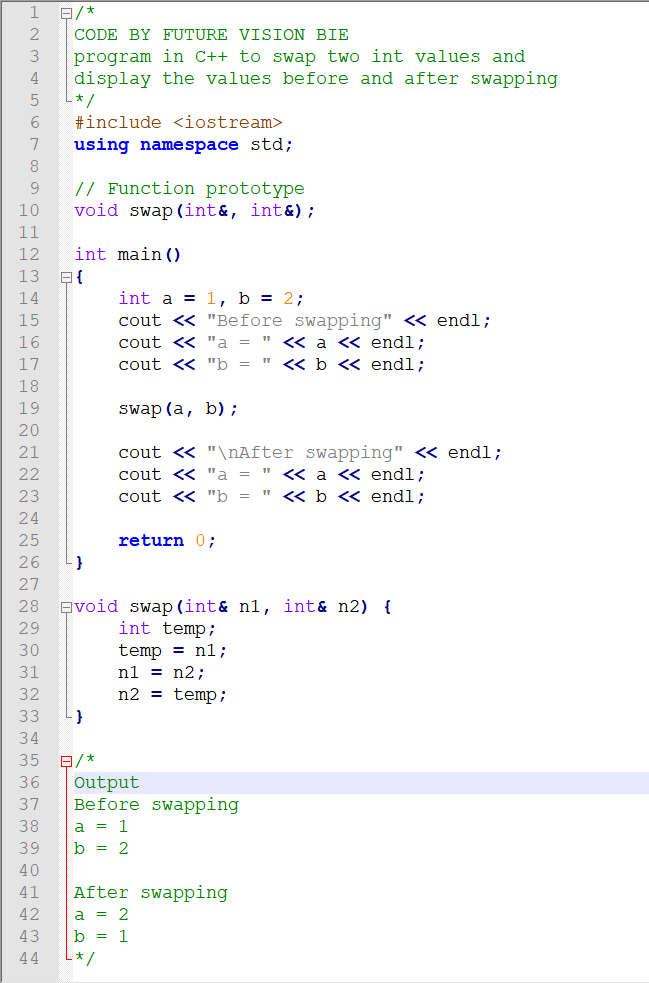 1 /*
2 CODE BY FUTURE VISION BIE
3 program in C++ to swap two int values and
4 display the values before and after swapping
5 */
6 #include <iostream>
7 using namespace std;
8
9 // Function prototype
10 void swap(int&, int&);
11
12 int main()
13 {
14     int a = 1, b = 2;
15     cout << "Before swapping" << endl;
16     cout << "a = " << a << endl;
17     cout << "b = " << b << endl;
18
19     swap(a, b);
20
21     cout << "\nAfter swapping" << endl;
22     cout << "a = " << a << endl;
23     cout << "b = " << b << endl;
24
25     return 0;
26 }
27
28 void swap(int& n1, int& n2) {
29     int temp;
30     temp = n1;
31     n1 = n2;
32     n2 = temp;
33 }
34
35 /*
36 Output
37 Before swapping
38 a = 1
39 b = 2
40
41 After swapping
42 a = 2
43 b = 1
44 */